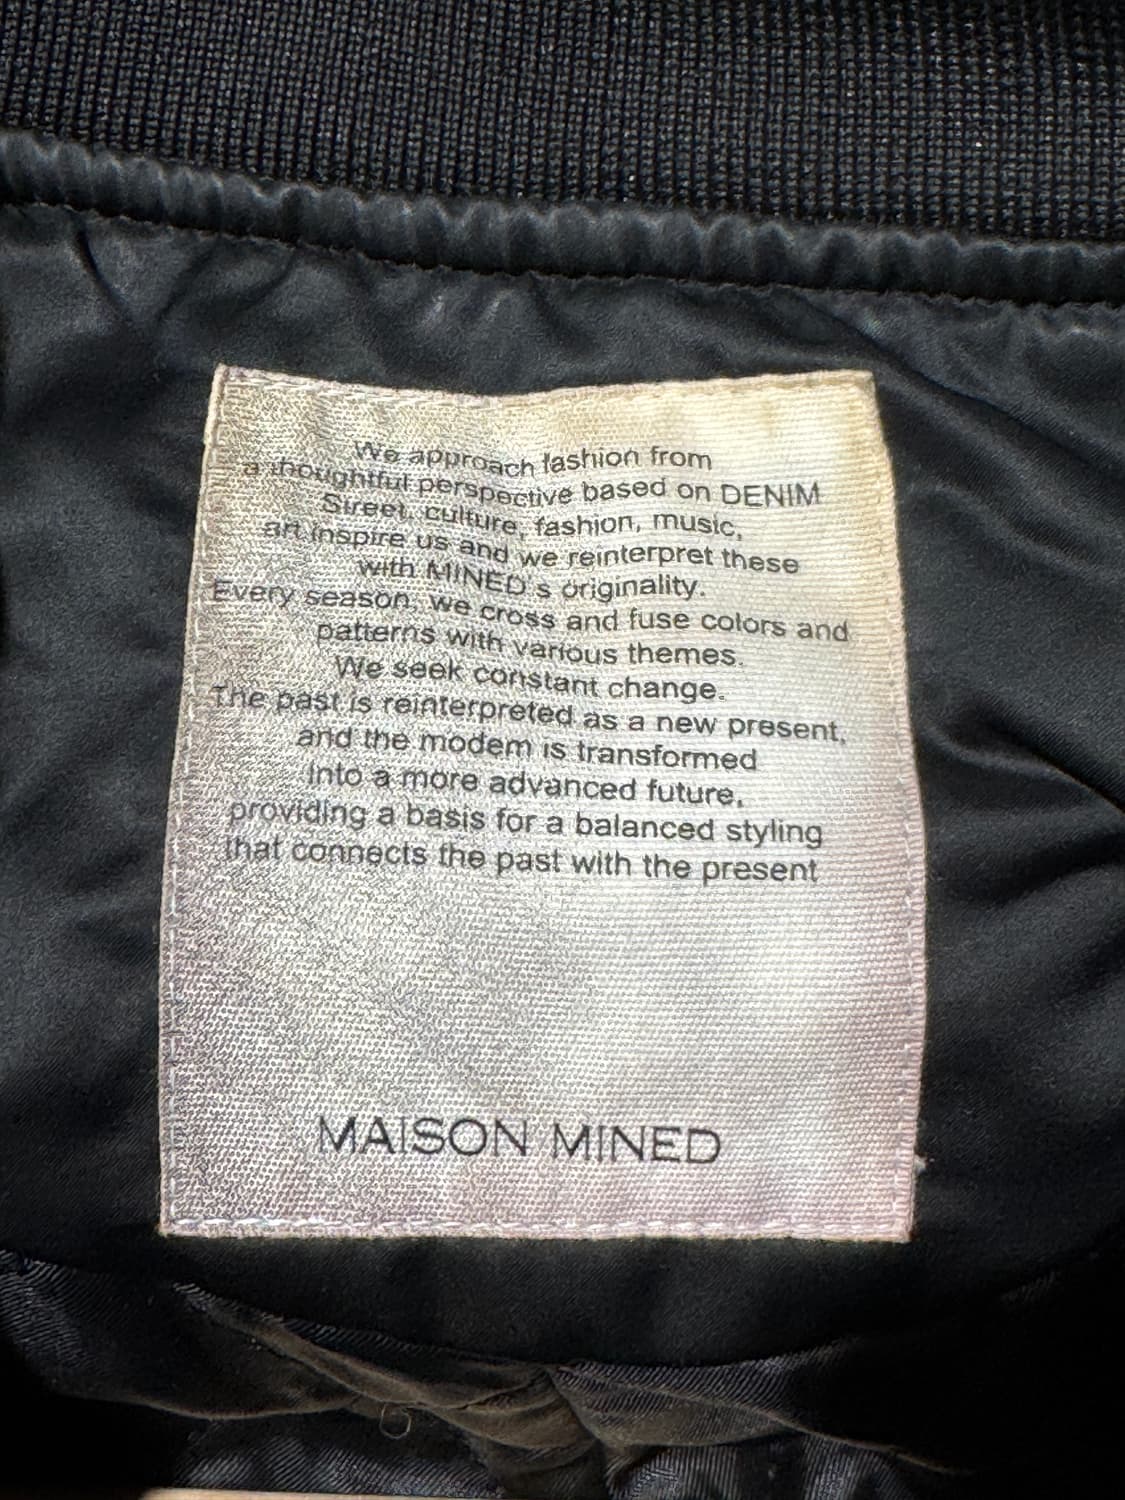 We approach fashion from
a thoughtful perspective based on DENIM
Street, culture, fashion, music,
art inspire us and we reinterpret these
with MINED's originality.
Every season, we cross and fuse colors and
patterns with various themes.
We seek constant change.
The past is reinterpreted as a new present,
and the modem is transformed
into a more advanced future,
providing a basis for a balanced styling
that connects the past with the present
MAISON MINED